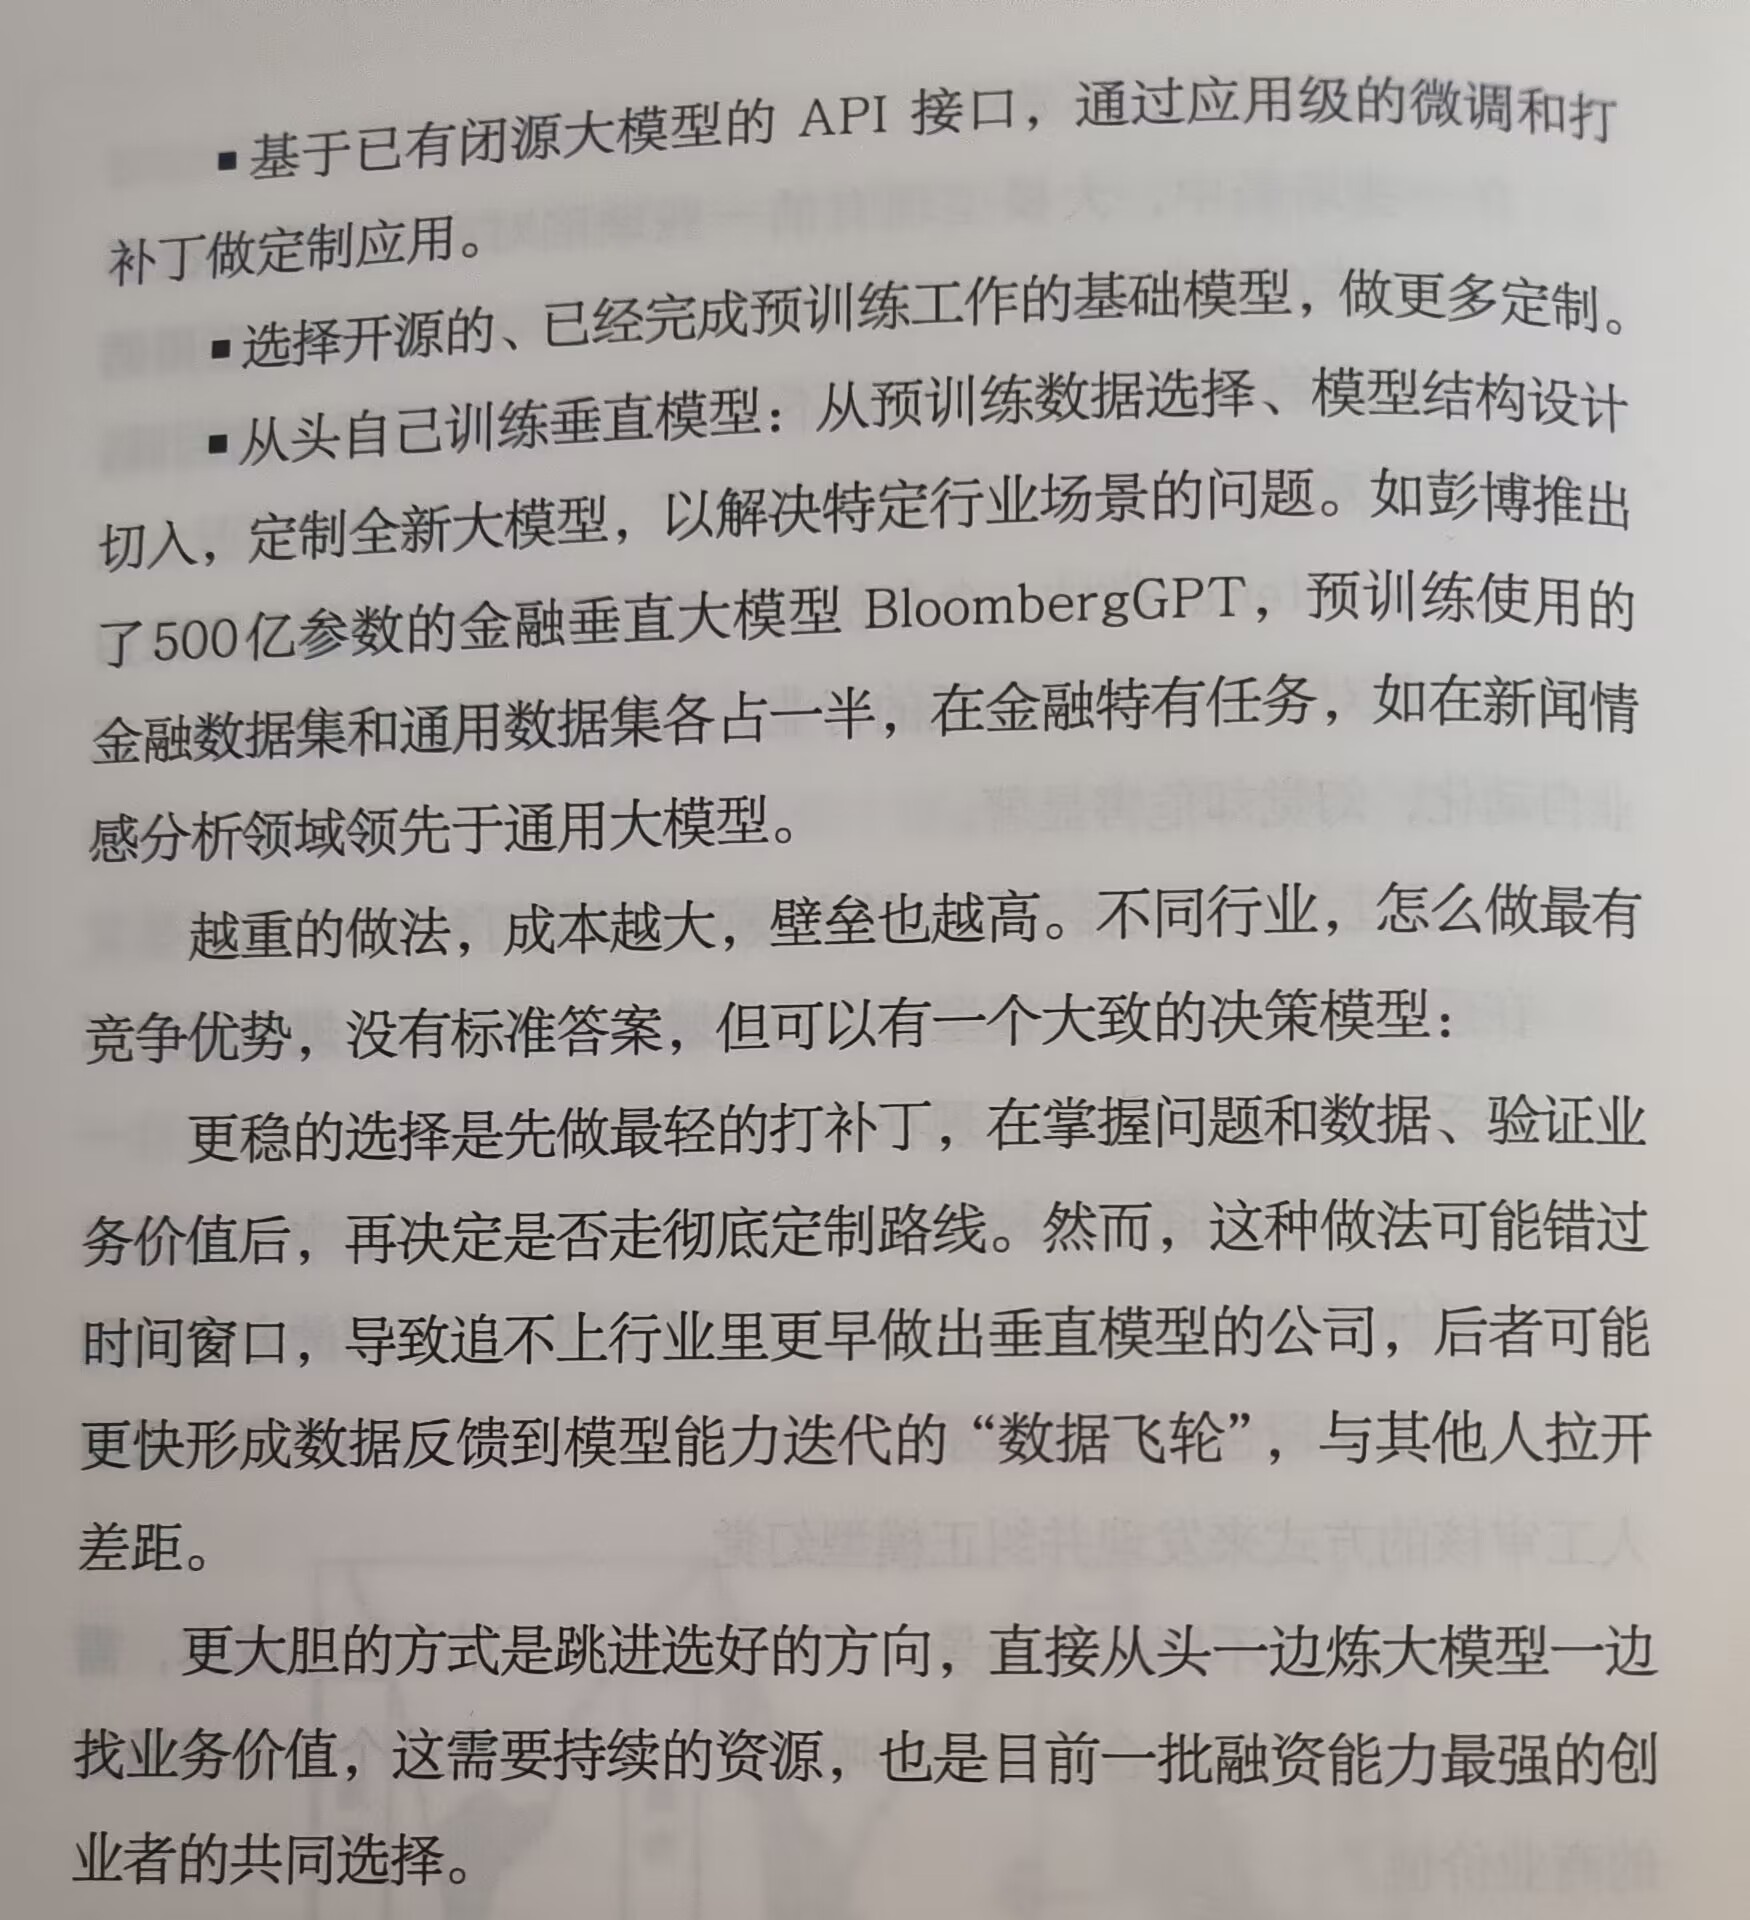 ▪基于已有闭源大模型的 API 接口，通过应用级的微调和打
补丁做定制应用。
▪选择开源的、已经完成预训练工作的基础模型，做更多定制。
▪从头自己训练垂直模型：从预训练数据选择、模型结构设计
切入，定制全新大模型，以解决特定行业场景的问题。如彭博推出
了500亿参数的金融垂直大模型 BloombergGPT，预训练使用的
金融数据集和通用数据集各占一半，在金融特有任务，如在新闻情
感分析领域领先于通用大模型。
越重的做法，成本越大，壁垒也越高。不同行业，怎么做最有
竞争优势，没有标准答案，但可以有一个大致的决策模型：
更稳的选择是先做最轻的打补丁，在掌握问题和数据、验证业
务价值后，再决定是否走彻底定制路线。然而，这种做法可能错过
时间窗口，导致追不上行业里更早做出垂直模型的公司，后者可能
更快形成数据反馈到模型能力迭代的“数据飞轮”，与其他人拉开
差距。
更大胆的方式是跳进选好的方向，直接从头一边炼大模型一边
找业务价值，这需要持续的资源，也是目前一批融资能力最强的创
业者的共同选择。